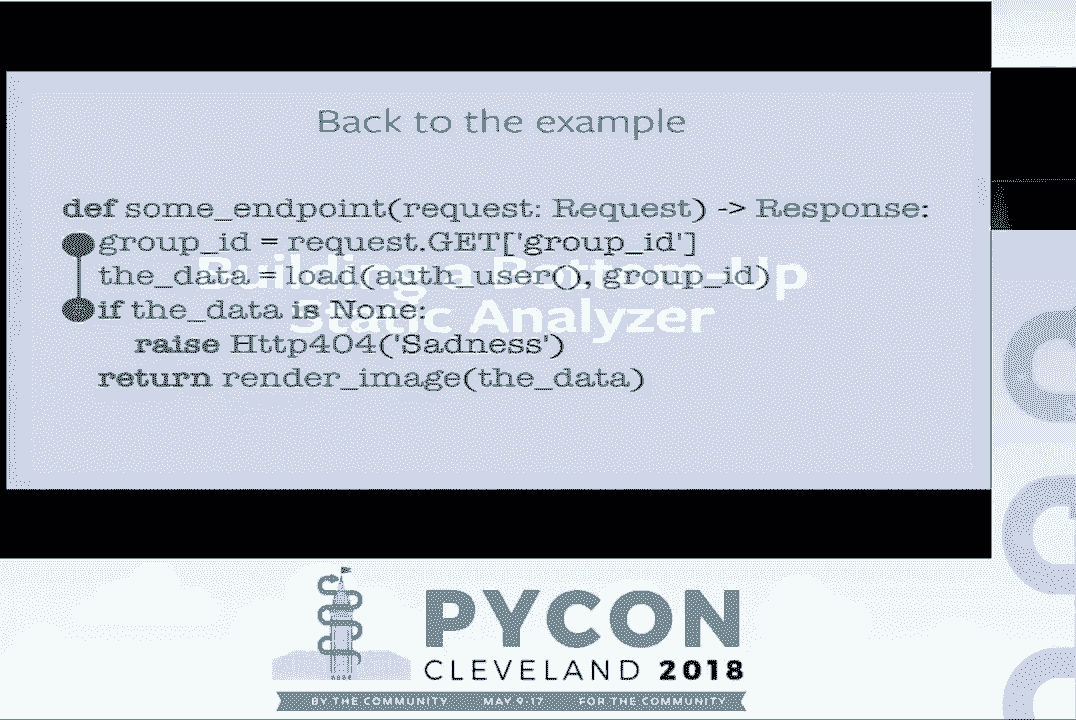 Back to the example
def some_endpoint(request: Request) -> Response:
group_id = request.GET['group_id']
the_data = load(auth_user(), group_id)
if the_data is None:
raise Http404('Sadness')
return render_image(the_data)
Building a Bottom-Up
Static Analyzer
PYCON
CLEVELAND 2018
BY THE COMMUNITY MAY 9-17 FOR THE COMMUNITY